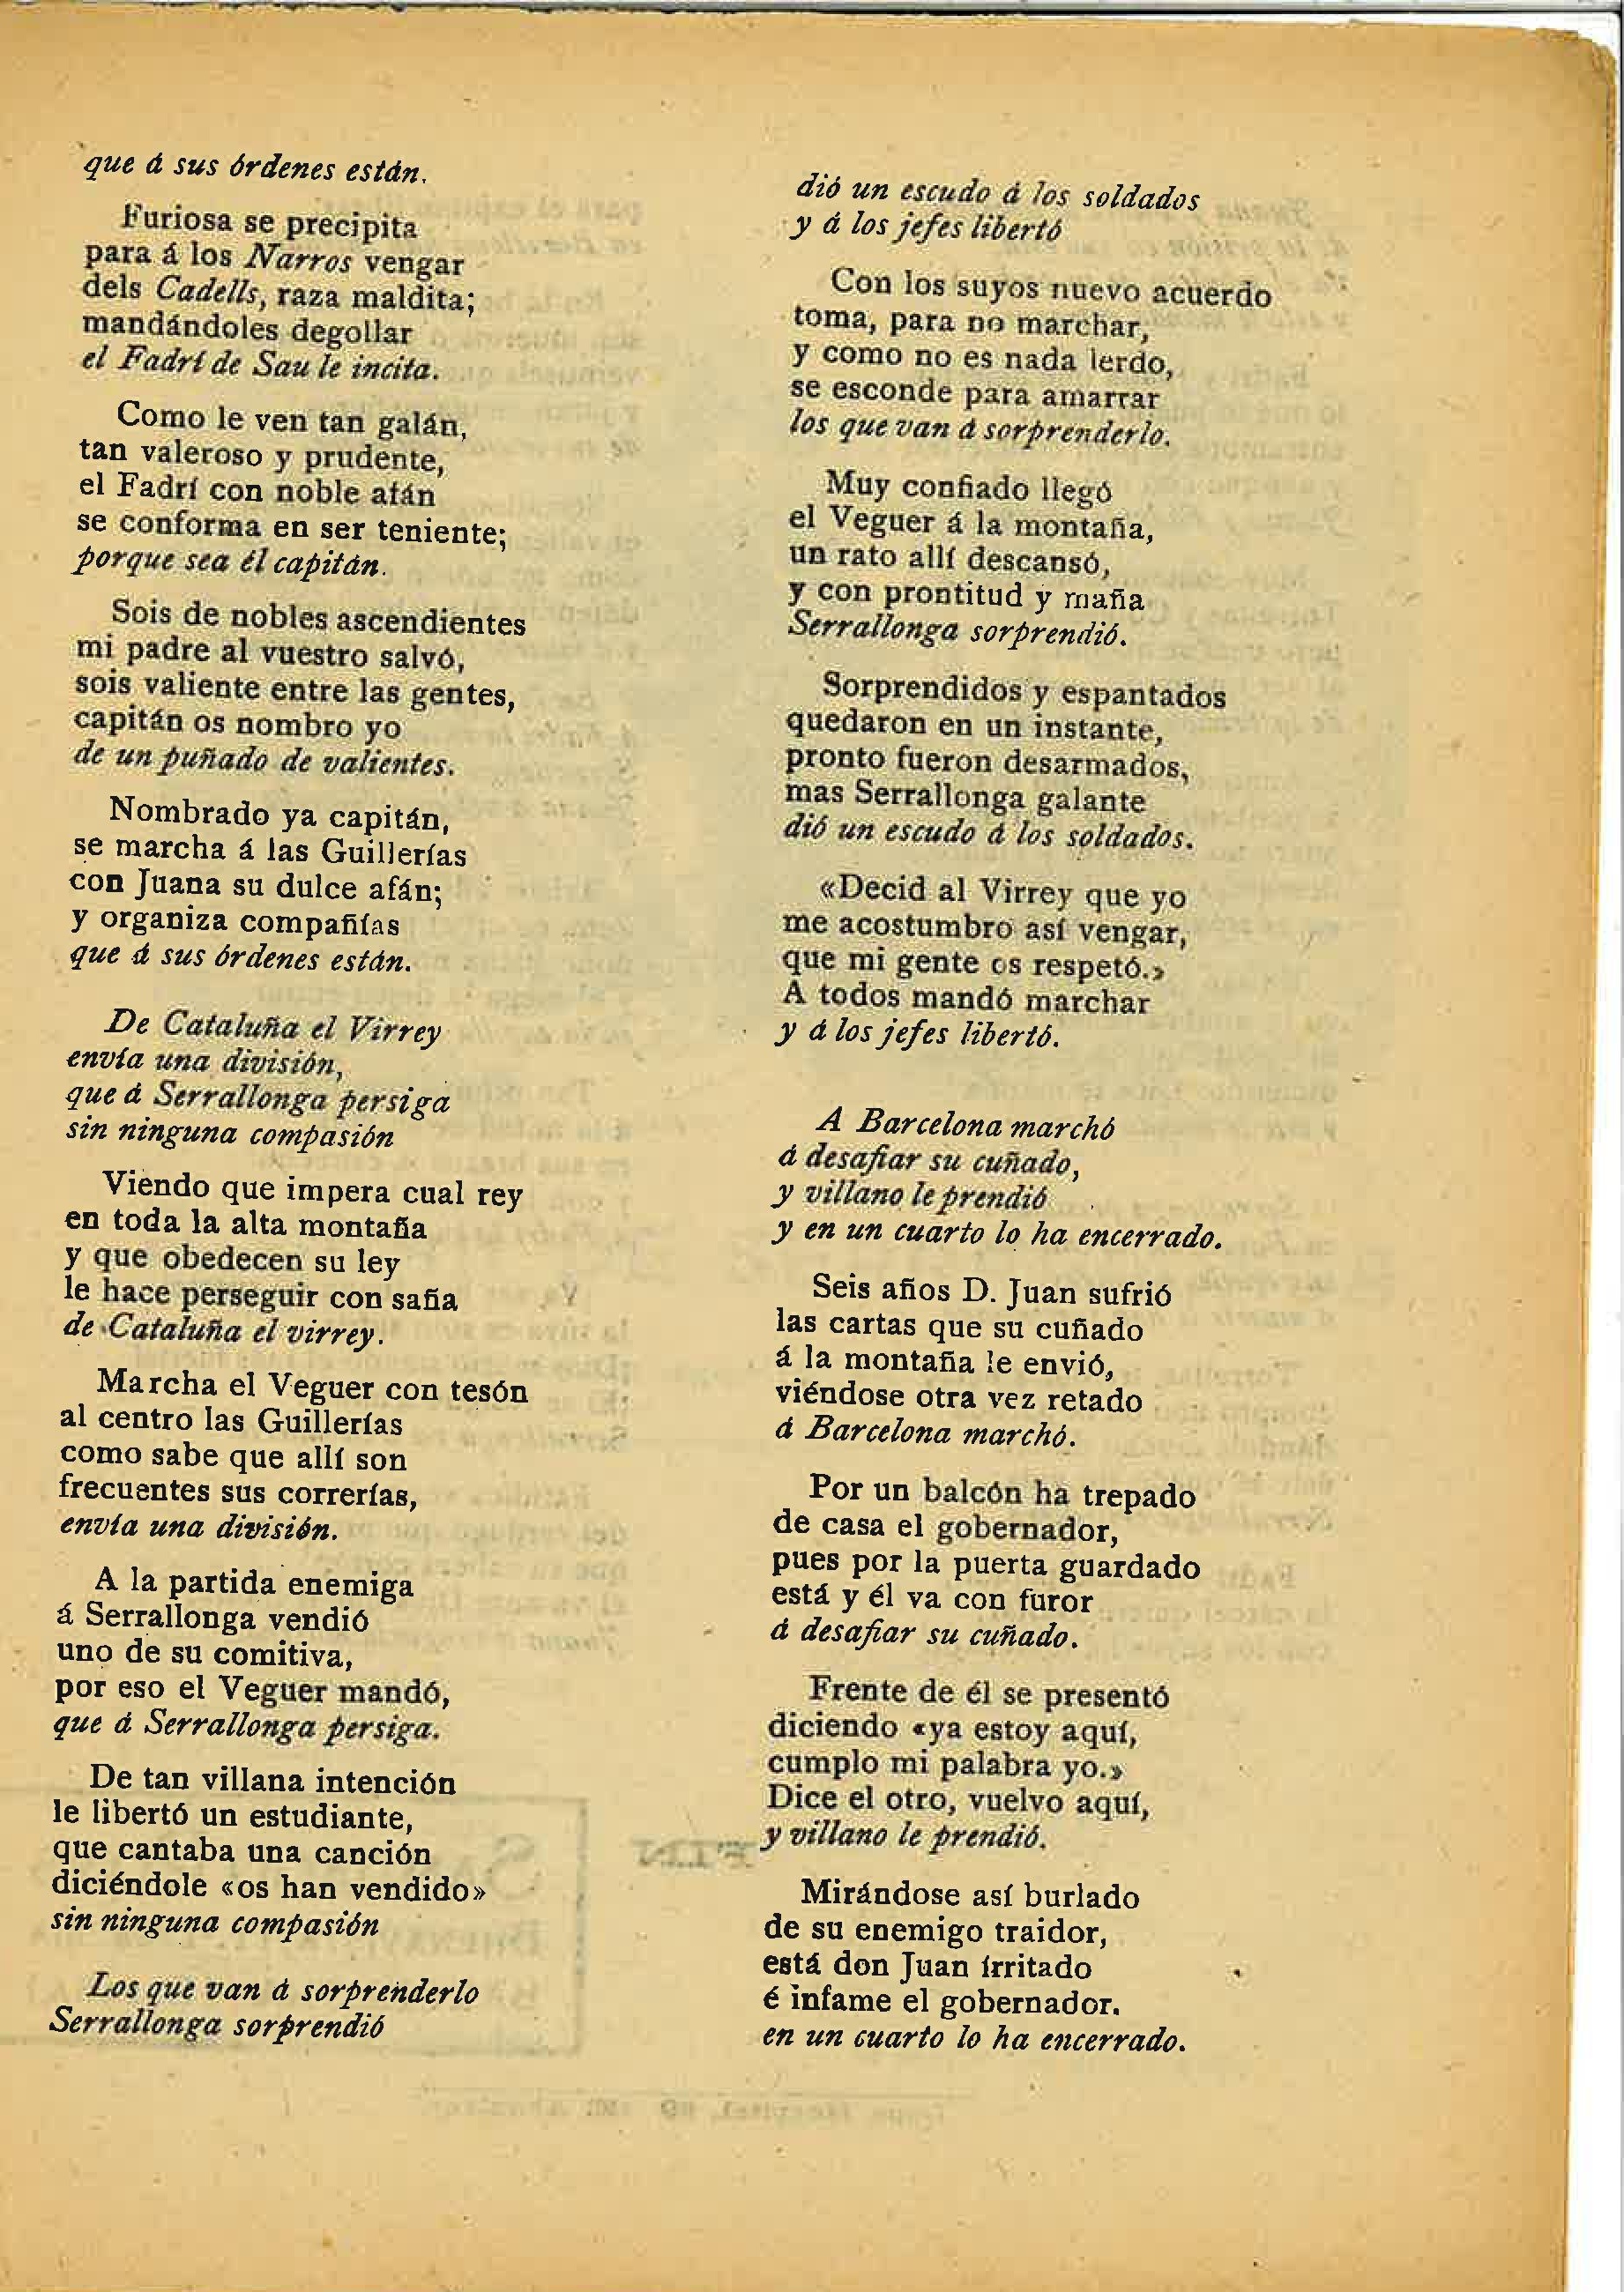 que á sus órdenes están.
Furiosa se precipita
para á los Narros vengar
dels Cadells, raza maldita;
mandándoles degollar
el Fadrí de Sau le incita.
Como le ven tan galán,
tan valeroso y prudente,
el Fadrí con noble afán
se conforma en ser teniente;
porque sea él capitán.
Sois de nobles ascendientes
mi padre al vuestro salvó,
sois valiente entre las gentes,
capitán os nombro yo
de un puñado de valientes.
Nombrado ya capitán,
se marcha á las Guillerías
con Juana su dulce afán;
y organiza compañías
que á sus órdenes están.
De Cataluña el Virrey
envía una división,
que á Serrallonga persiga
sin ninguna compasión
Viendo que impera cual rey
en toda la alta montaña
y que obedecen su ley
le hace perseguir con saña
de Cataluña el virrey.
Marcha el Veguer con tesón
al centro las Guillerías
como sabe que allí son
frecuentes sus correrías,
envía una división.
A la partida enemiga
á Serrallonga vendió
uno de su comitiva,
por eso el Veguer mandó,
que á Serrallonga persiga.
De tan villana intención
le libertó un estudiante,
que cantaba una canción
diciéndole «os han vendido»
sin ninguna compasión
Los que van á sorprenderlo
Serrallonga sorprendió
dió un escudo á los soldados
y á los jefes libertó
Con los suyos nuevo acuerdo
toma, para no marchar,
y como no es nada lerdo,
se esconde para amarrar
los que van á sorprenderlo.
Muy confiado llegó
el Veguer á la montaña,
un rato allí descansó,
y con prontitud y maña
Serrallonga sorprendió.
Sorprendidos y espantados
quedaron en un instante,
pronto fueron desarmados,
mas Serrallonga galante
dió un escudo á los soldados.
«Decid al Virrey que yo
me acostumbro así vengar,
que mi gente os respetó.»
A todos mandó marchar
y á los jefes libertó.
A Barcelona marchó
á desafiar su cuñado,
y villano le prendió
y en un cuarto lo ha encerrado.
Seis años D. Juan sufrió
las cartas que su cuñado
á la montaña le envió,
viéndose otra vez retado
á Barcelona marchó.
Por un balcón ha trepado
de casa el gobernador,
pues por la puerta guardado
está y él va con furor
á desafiar su cuñado.
Frente de él se presentó
diciendo «ya estoy aquí,
cumplo mi palabra yo.»
Dice el otro, vuelvo aquí,
y villano le prendió.
Mirándose así burlado
de su enemigo traidor,
está don Juan írritado
é infame el gobernador.
en un cuarto lo ha encerrado.